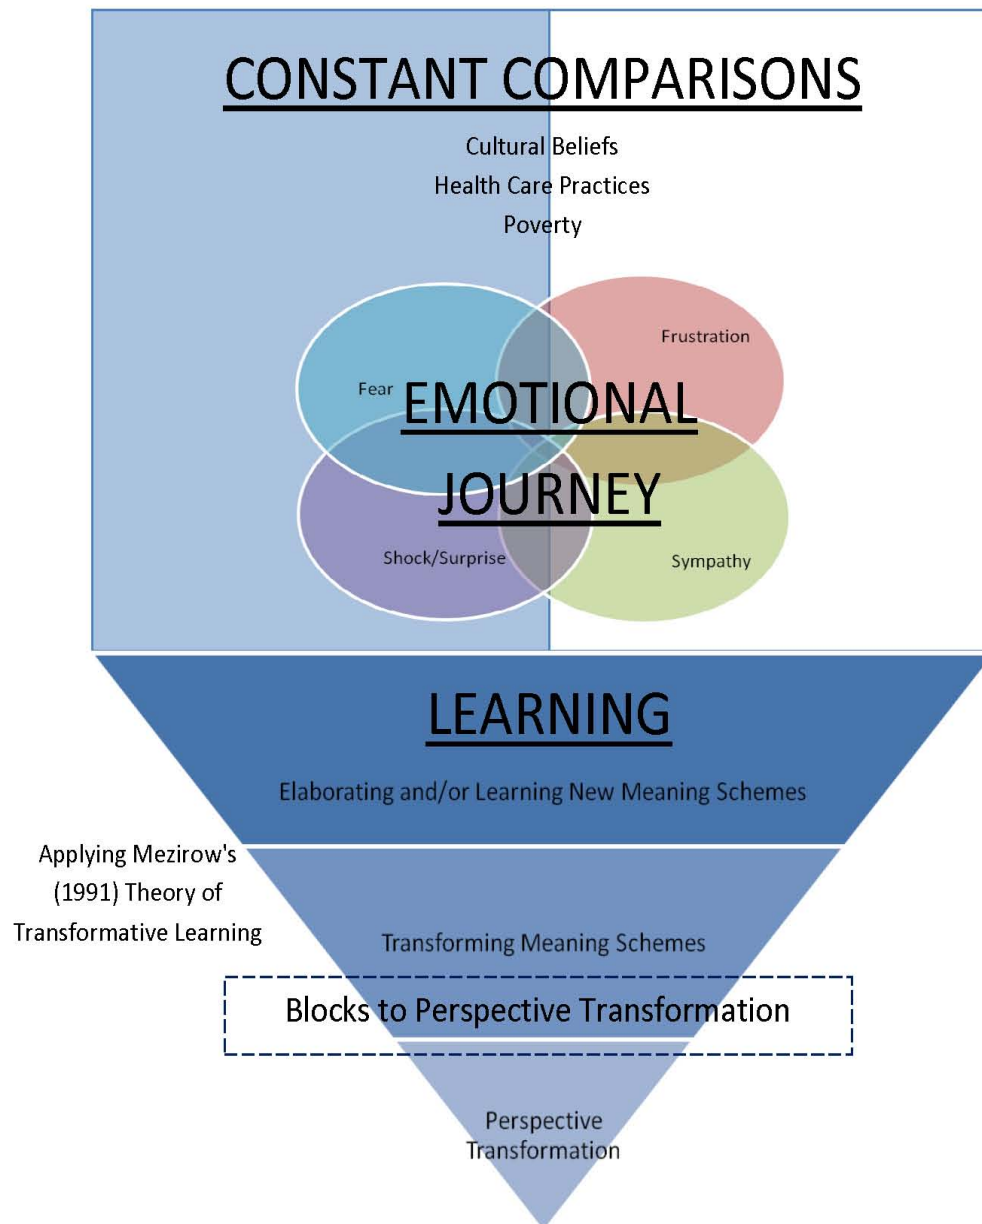 CONSTANT COMPARISONS
Cultural Beliefs
Health Care Practices
Poverty
Frustration
Fear
EMOTIONAL
JOURNEY
Shock/Surprise
Sympathy
LEARNING
Elaborating and/or Learning New Meaning Schemes
Applying Mezirow's
(1991) Theory of
Transformative Learning
Transforming Meaning Schemes
Blocks to Perspective Transformation
Perspective
Transformation